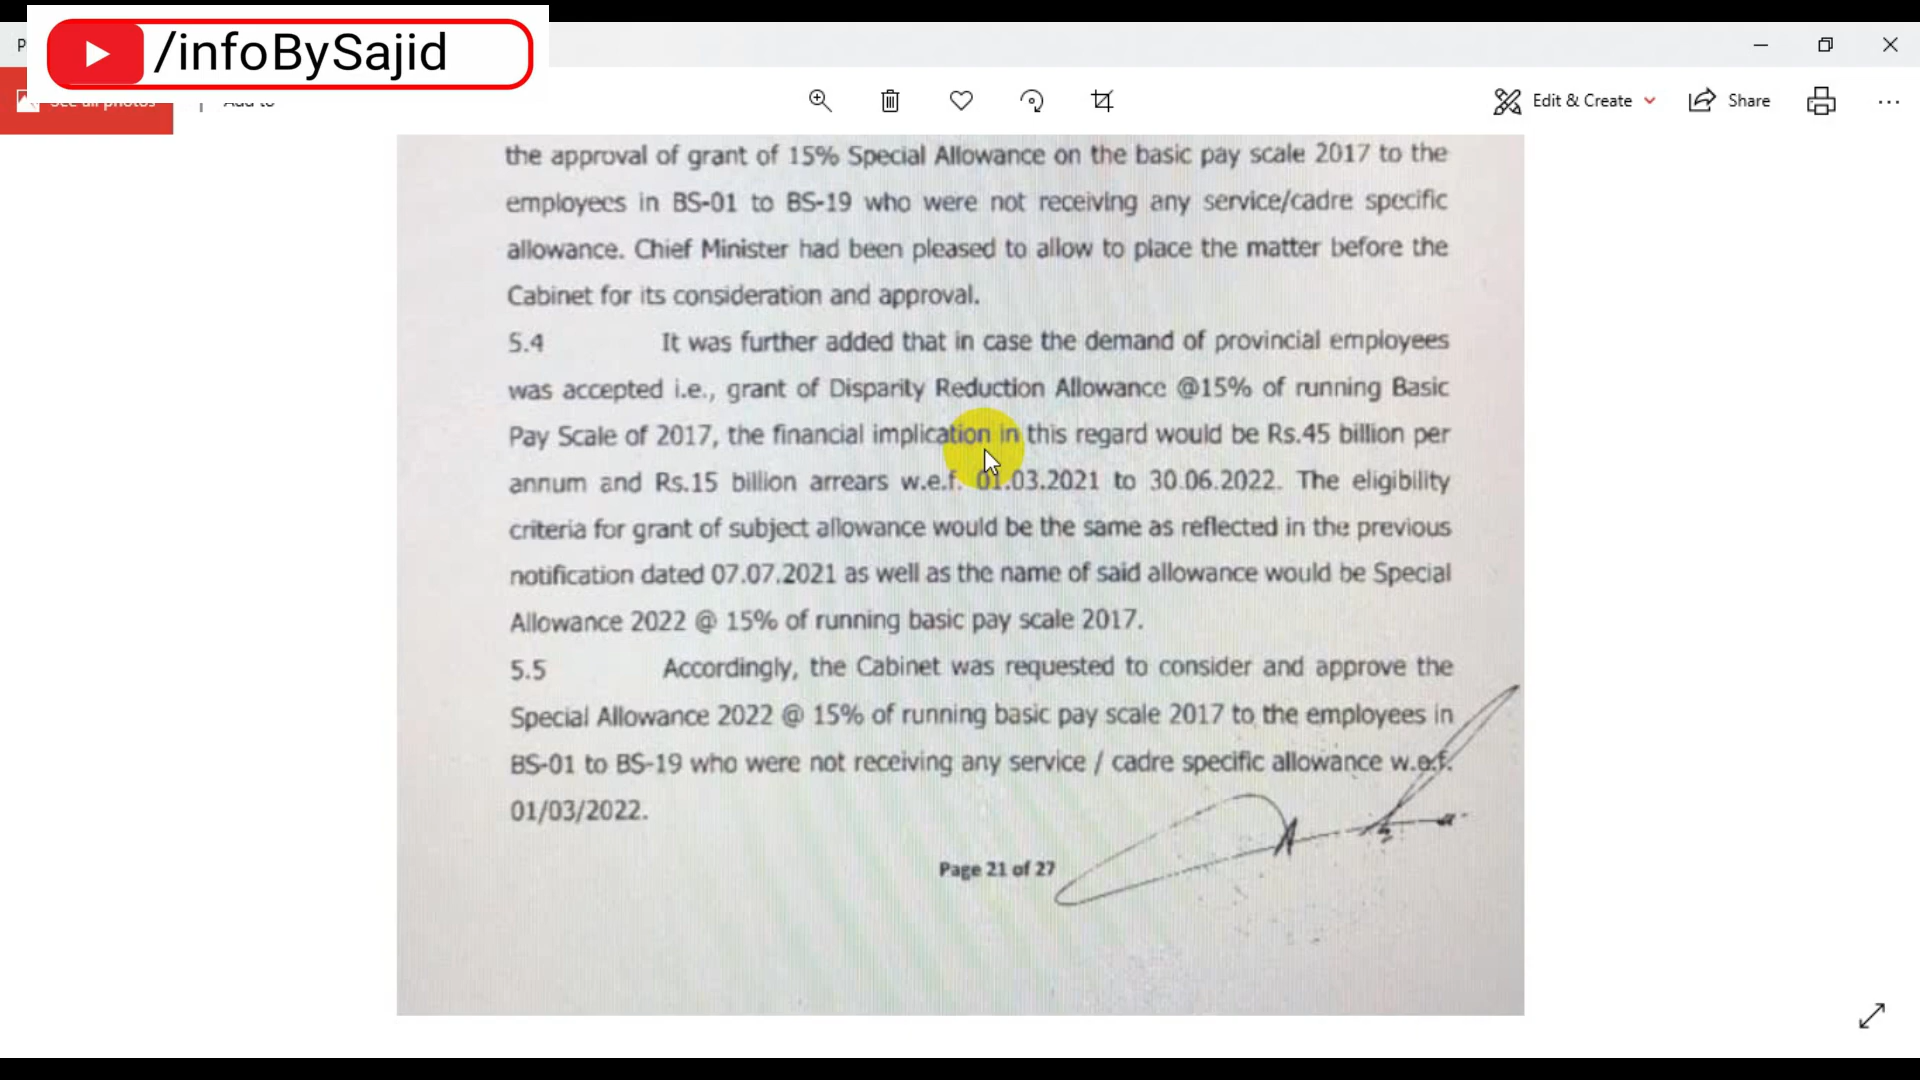 /infoBySajid
Edit & Create
Share
the approval of grant of 15% Special Allowance on the basic pay scale 2017 to the
employees in BS-01 to BS-19 who were not receiving any service/cadre specific
allowance. Chief Minister had been pleased to allow to place the matter before the
Cabinet for its consideration and approval.
5.4 It was further added that in case the demand of provincial employees
was accepted i.e., grant of Disparity Reduction Allowance @15% of running Basic
Pay Scale of 2017, the financial implication in this regard would be Rs.45 billion per
annum and Rs.15 billion arrears w.e.f. 01.03.2021 to 30.06.2022. The eligibility
criteria for grant of subject allowance would be the same as reflected in the previous
notification dated 07.07.2021 as well as the name of said allowance would be Special
Allowance 2022 @ 15% of running basic pay scale 2017.
5.5 Accordingly, the Cabinet was requested to consider and approve the
Special Allowance 2022 @ 15% of running basic pay scale 2017 to the employees in
BS-01 to BS-19 who were not receiving any service / cadre specific allowance w.e.f.
01/03/2022.
Page 21 of 27